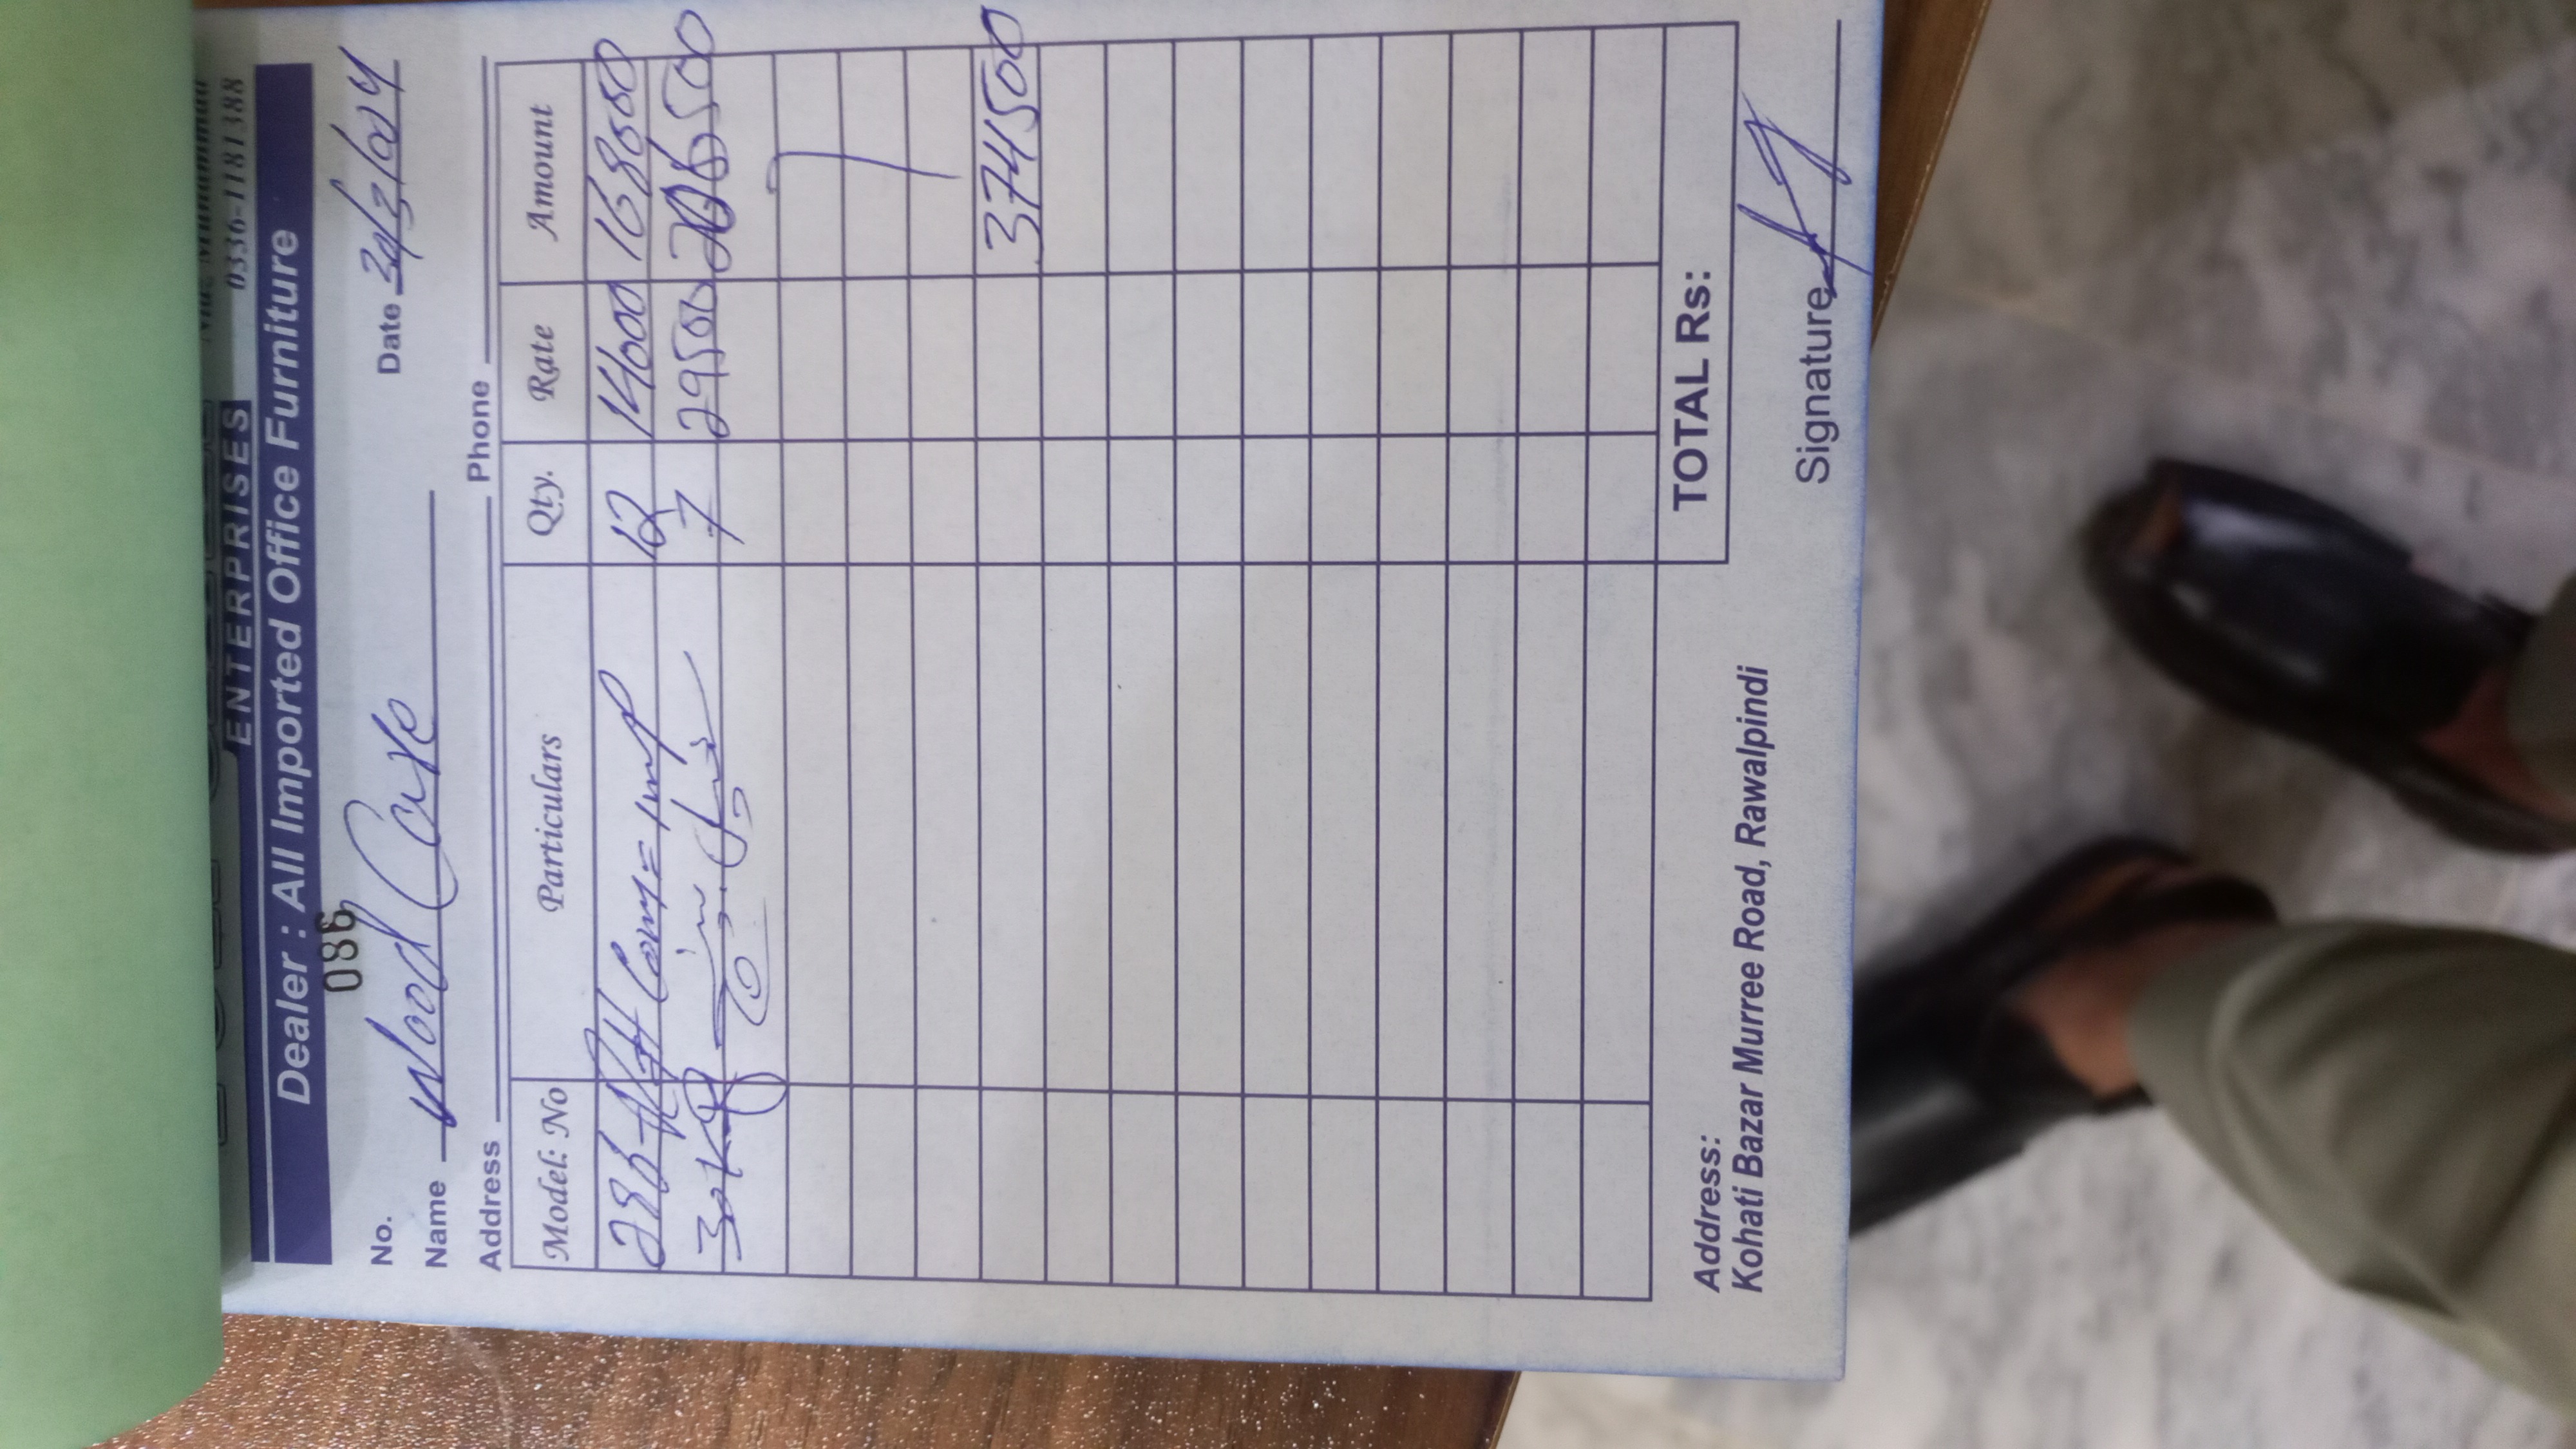 0336-1181388
ENTERPRISES
Dealer : All Imported Office Furniture
No. 086
Date 30/3/024
Name Wood Care
Address Phone
Model: No Particulars Qty. Rate Amount
12 14000 168000
7 29500 206500
374500
TOTAL Rs:
Address:
Kohati Bazar Murree Road, Rawalpindi
Signature